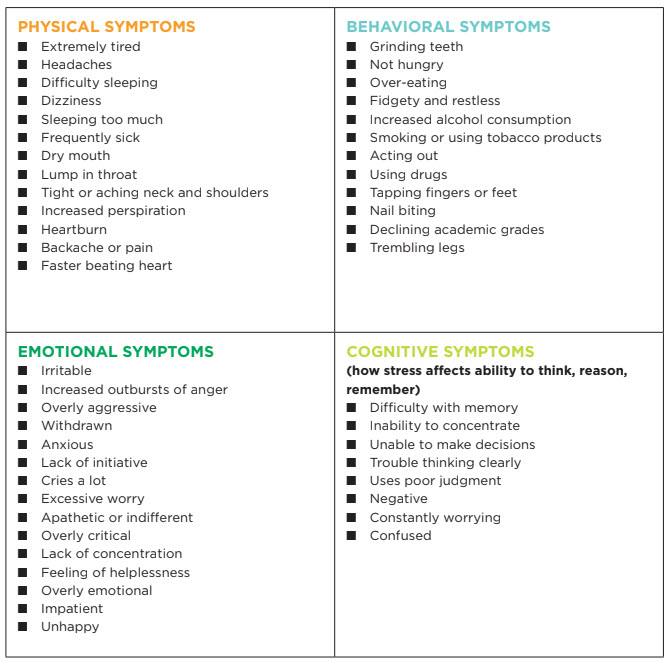 PHYSICAL SYMPTOMS
■ Extremely tired
■ Headaches
■ Difficulty sleeping
■ Dizziness
■ Sleeping too much
■ Frequently sick
■ Dry mouth
■ Lump in throat
■ Tight or aching neck and shoulders
■ Increased perspiration
■ Heartburn
■ Backache or pain
■ Faster beating heart
BEHAVIORAL SYMPTOMS
■ Grinding teeth
■ Not hungry
■ Over-eating
■ Fidgety and restless
■ Increased alcohol consumption
■ Smoking or using tobacco products
■ Acting out
■ Using drugs
■ Tapping fingers or feet
■ Nail biting
■ Declining academic grades
■ Trembling legs
EMOTIONAL SYMPTOMS
■ Irritable
■ Increased outbursts of anger
■ Overly aggressive
■ Withdrawn
■ Anxious
■ Lack of initiative
■ Cries a lot
■ Excessive worry
■ Apathetic or indifferent
■ Overly critical
■ Lack of concentration
■ Feeling of helplessness
■ Overly emotional
■ Impatient
■ Unhappy
COGNITIVE SYMPTOMS
(how stress affects ability to think, reason,
remember)
■ Difficulty with memory
■ Inability to concentrate
■ Unable to make decisions
■ Trouble thinking clearly
■ Uses poor judgment
■ Negative
■ Constantly worrying
■ Confused